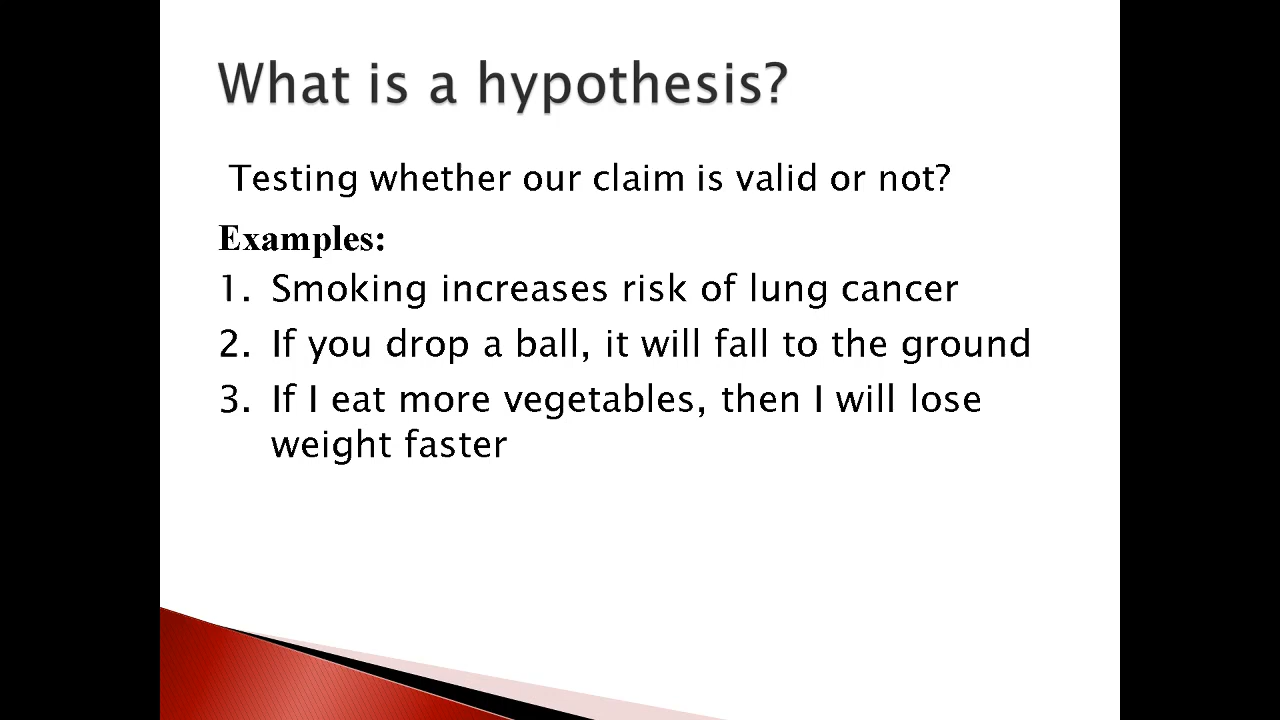 What is a hypothesis?
Testing whether our claim is valid or not?
Examples:
1. Smoking increases risk of lung cancer
2. If you drop a ball, it will fall to the ground
3. If I eat more vegetables, then I will lose
weight faster